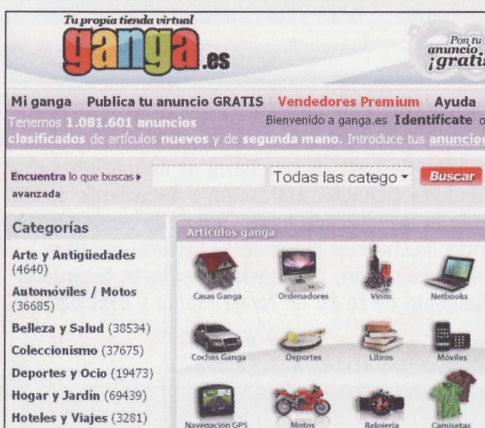 Tu propia tienda virtual
ganga.es
Pon tu
anuncio
¡gratis
Mi ganga Publica tu anuncio GRATIS Vendedores Premium Ayuda
Tenemos 1.081.601 anuncios Bienvenido a ganga.es Identifícate o
clasificados de artículos nuevos y de segunda mano. Introduce tus anuncios
Encuentra lo que buscas Todas las catego Buscar
avanzada
Categorías
Arte y Antigüedades
(4640)
Automóviles / Motos
(36685)
Belleza y Salud (38534)
Coleccionismo (37675)
Deportes y Ocio (19473)
Hogar y Jardín (69439)
Hoteles y Viajes (3281)
Artículos ganga
Casas Ganga Ordenadores Vinos Netbooks
Coches Ganga Deportes Libros Móviles
Navegación GPS Motos Relojería Camisetas